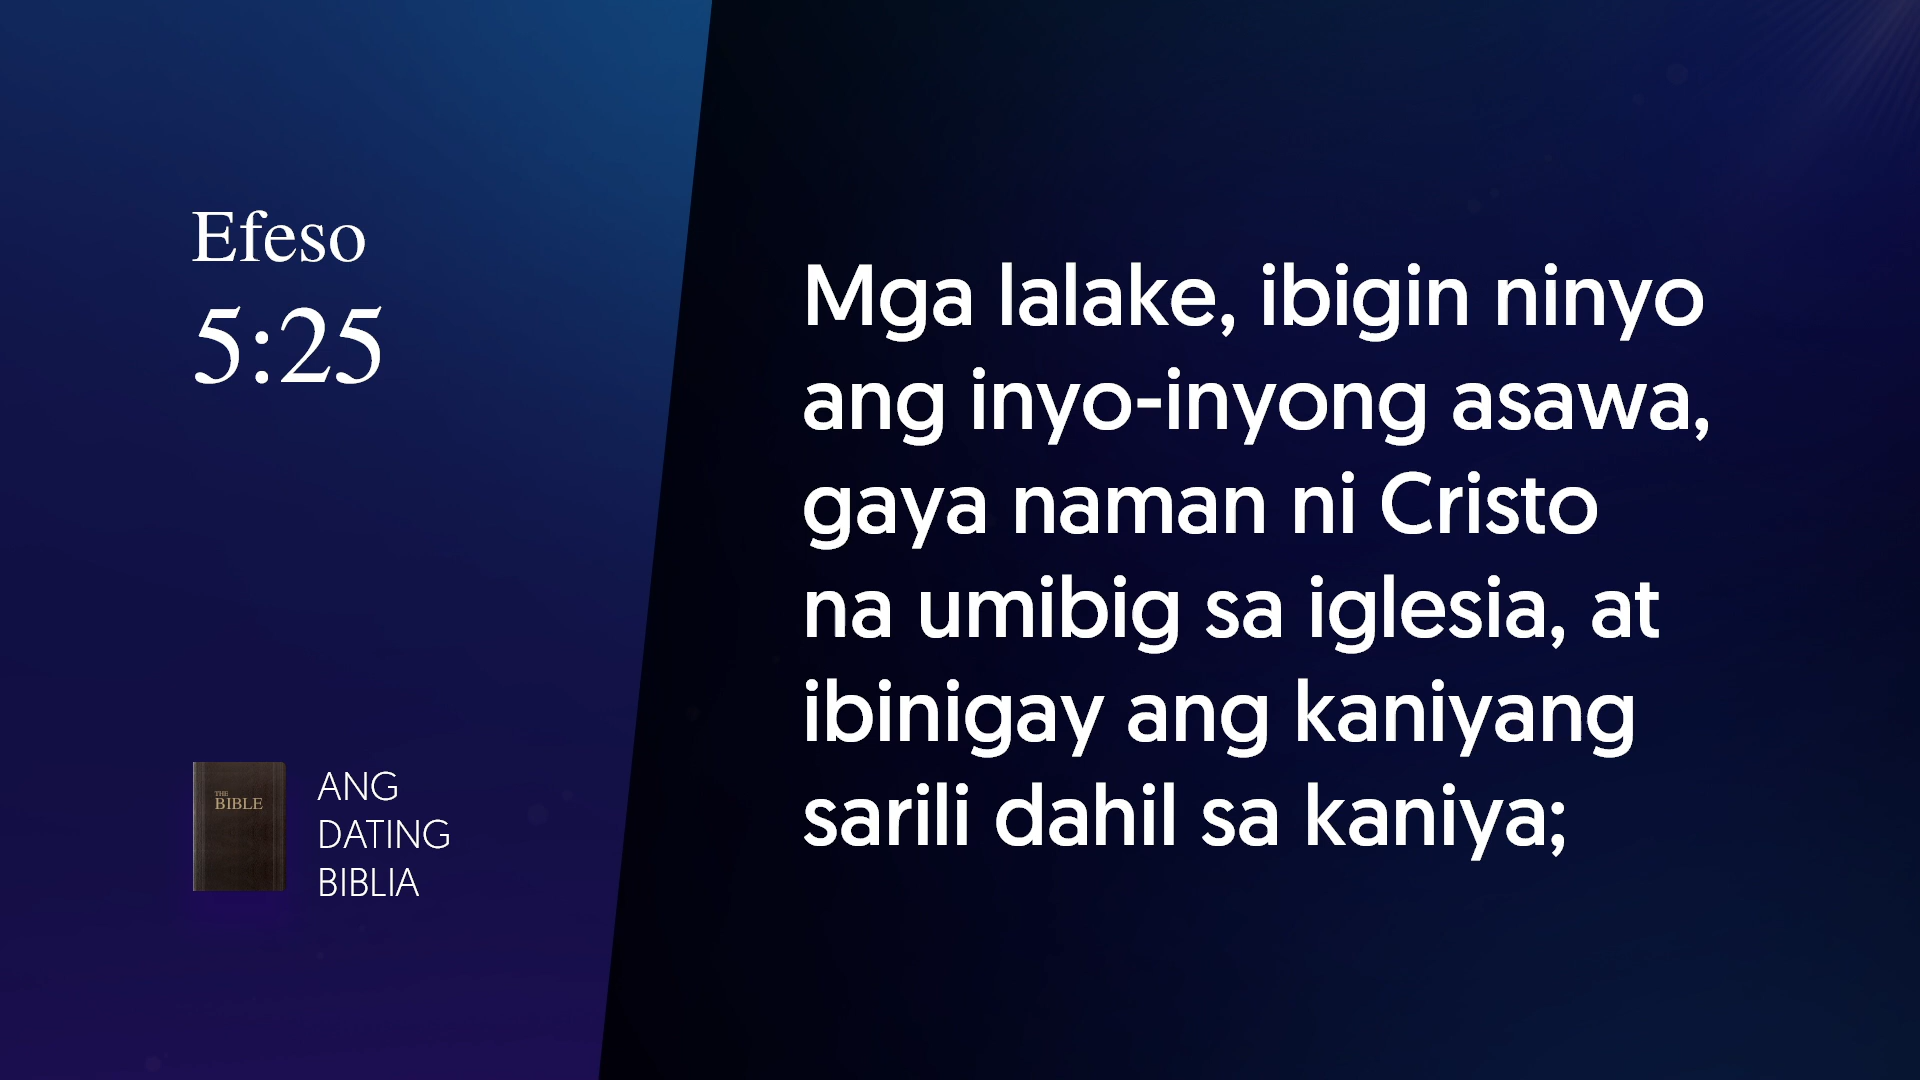 Efeso
5:25
Mga lalake, ibigin ninyo
ang inyo-inyong asawa,
gaya naman ni Cristo
na umibig sa iglesia, at
ibinigay ang kaniyang
sarili dahil sa kaniya;
THE
BIBLE
ANG
DATING
BIBLIA